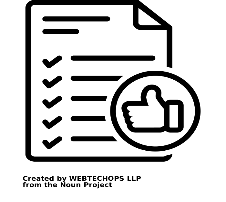 Created by WEBTECHOPS LLP
from the Noun Project